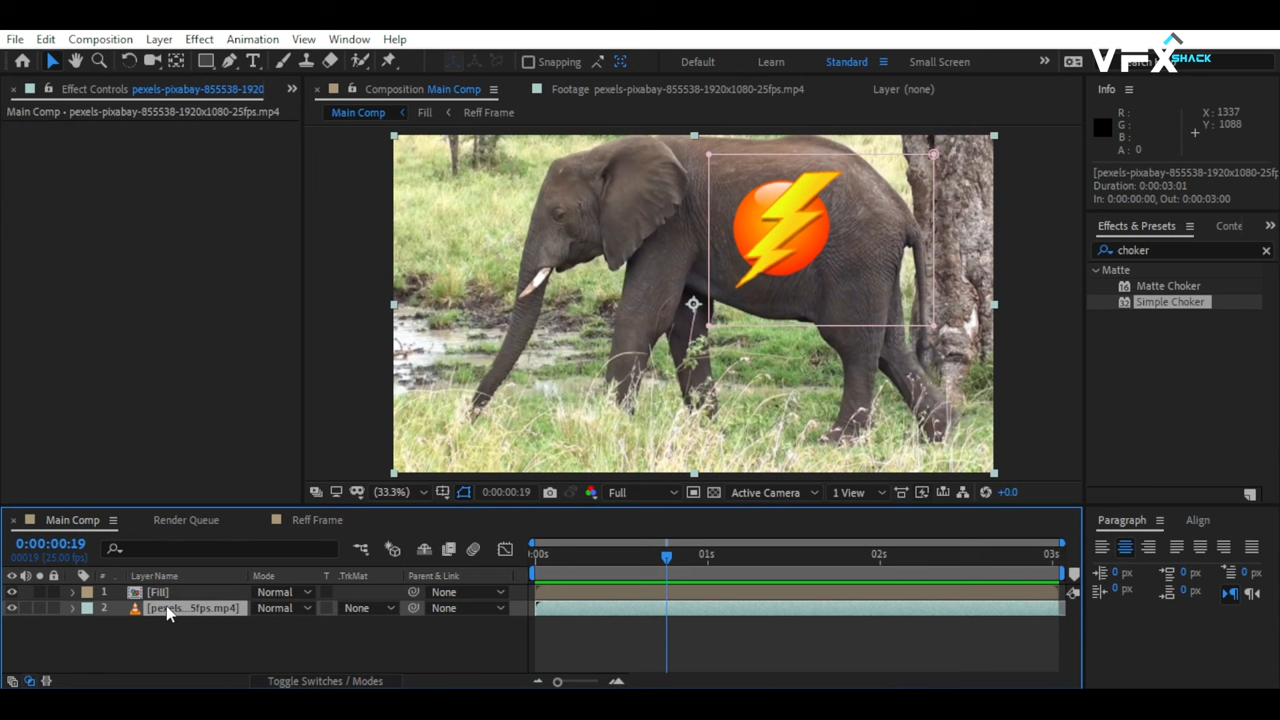 VFX SHACK
File Edit Composition Layer Effect Animation View Window Help
Snapping Default Learn Standard Small Screen
Effect Controls pexels-pixabay-855538-1920
Composition Main Comp
Footage pexels-pixabay-855538-1920x1080-25fps.mp4
Layer (none)
Info
Main Comp • pexels-pixabay-855538-1920x1080-25fps.mp4
Main Comp Fill Reff Frame
R: X: 1337
G: Y: 1088
B:
A: 0
[pexels-pixabay-855538-1920x1080-25fp
Duration: 0:00:03:01
In: 0:00:00:00, Out: 0:00:03:00
Effects & Presets Conte
choker
Matte
Matte Choker
Simple Choker
(33.3%) 0:00:00:19 Full Active Camera 1 View +0.0
Main Comp Render Queue Reff Frame
0:00:00:19
00019 (25.00 fps)
:00s 01s 02s 03s
# Layer Name Mode T .TrkMat Parent & Link
1 [Fill] Normal None
2 [pexels...5fps.mp4] Normal None None
Toggle Switches / Modes
Paragraph Align
0 px 0 px 0 px
0 px 0 px